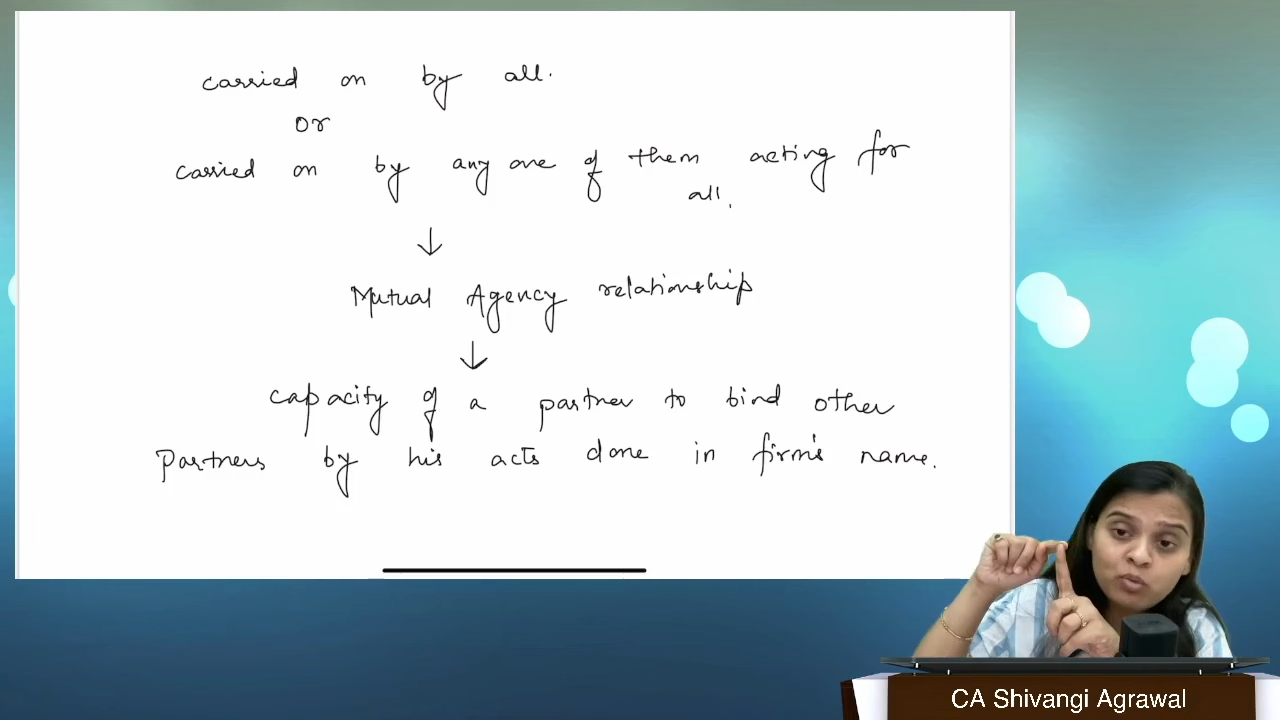 carried on by all.
or
carried on by any one of them acting for
all.
↓
Mutual Agency relationship
↓
capacity of a partner to bind other
partners by his acts done in firm's name.
CA Shivangi Agrawal